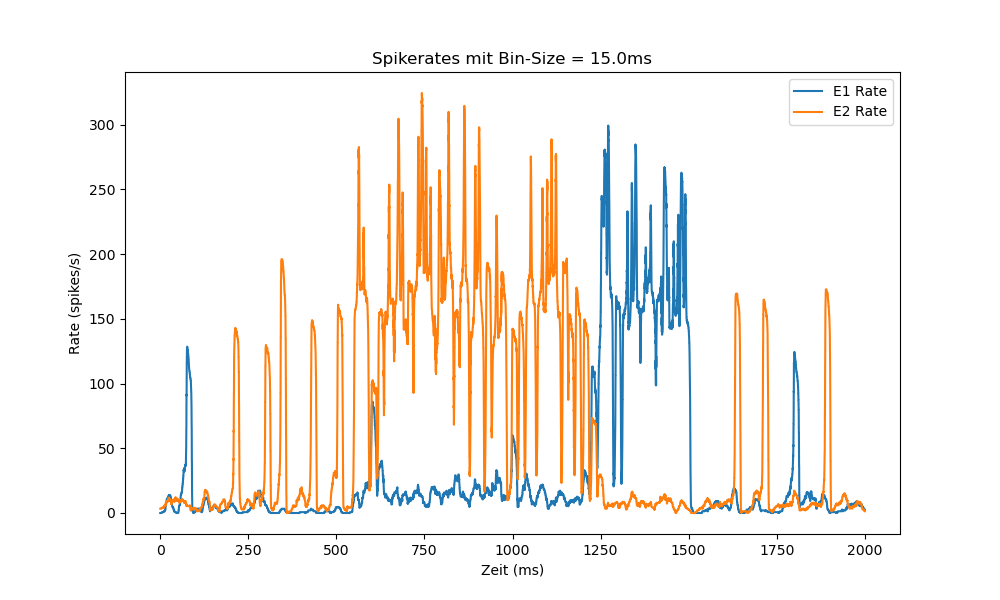 Spikerates mit Bin-Size = 15.0ms
E1 Rate
E2 Rate
300
250
200
150
100
50
0
Rate (spikes/s)
0 250 500 750 1000 1250 1500 1750 2000
Zeit (ms)